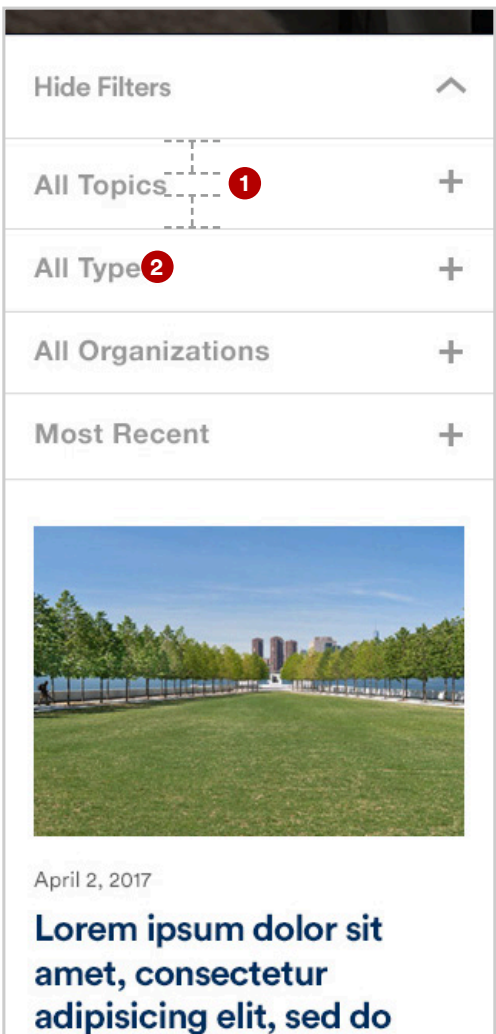 Hide Filters
All Topics 1
All Type 2
All Organizations
Most Recent
April 2, 2017
Lorem ipsum dolor sit
amet, consectetur
adipisicing elit, sed do